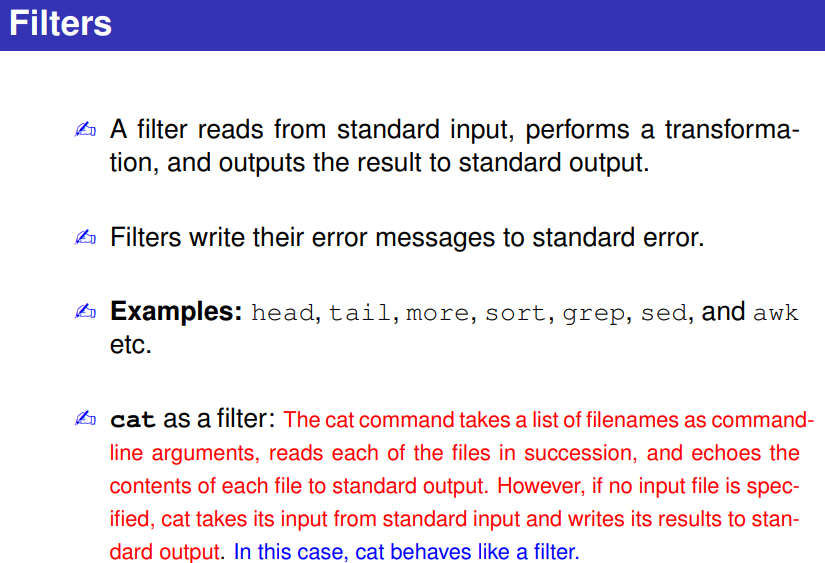 Filters
A filter reads from standard input, performs a transforma-
tion, and outputs the result to standard output.
Filters write their error messages to standard error.
Examples: head, tail, more, sort, grep, sed, and awk
etc.
cat as a filter: The cat command takes a list of filenames as command-
line arguments, reads each of the files in succession, and echoes the
contents of each file to standard output. However, if no input file is spec-
ified, cat takes its input from standard input and writes its results to stan-
dard output. In this case, cat behaves like a filter.